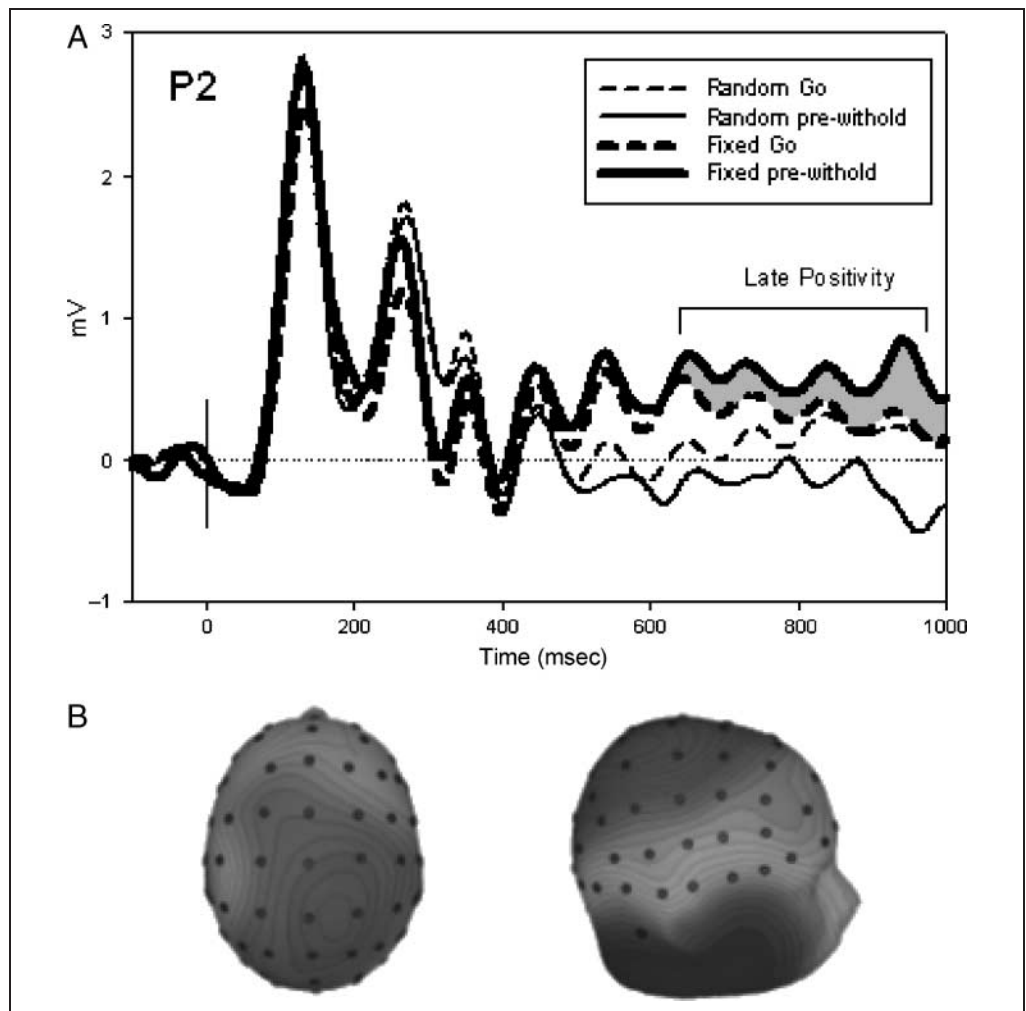 A
3
P2
Random Go
Random pre-withold
Fixed Go
Fixed pre-withold
2
Late Positivity
mV
1
0
–1
0 200 400 600 800 1000
Time (msec)
B